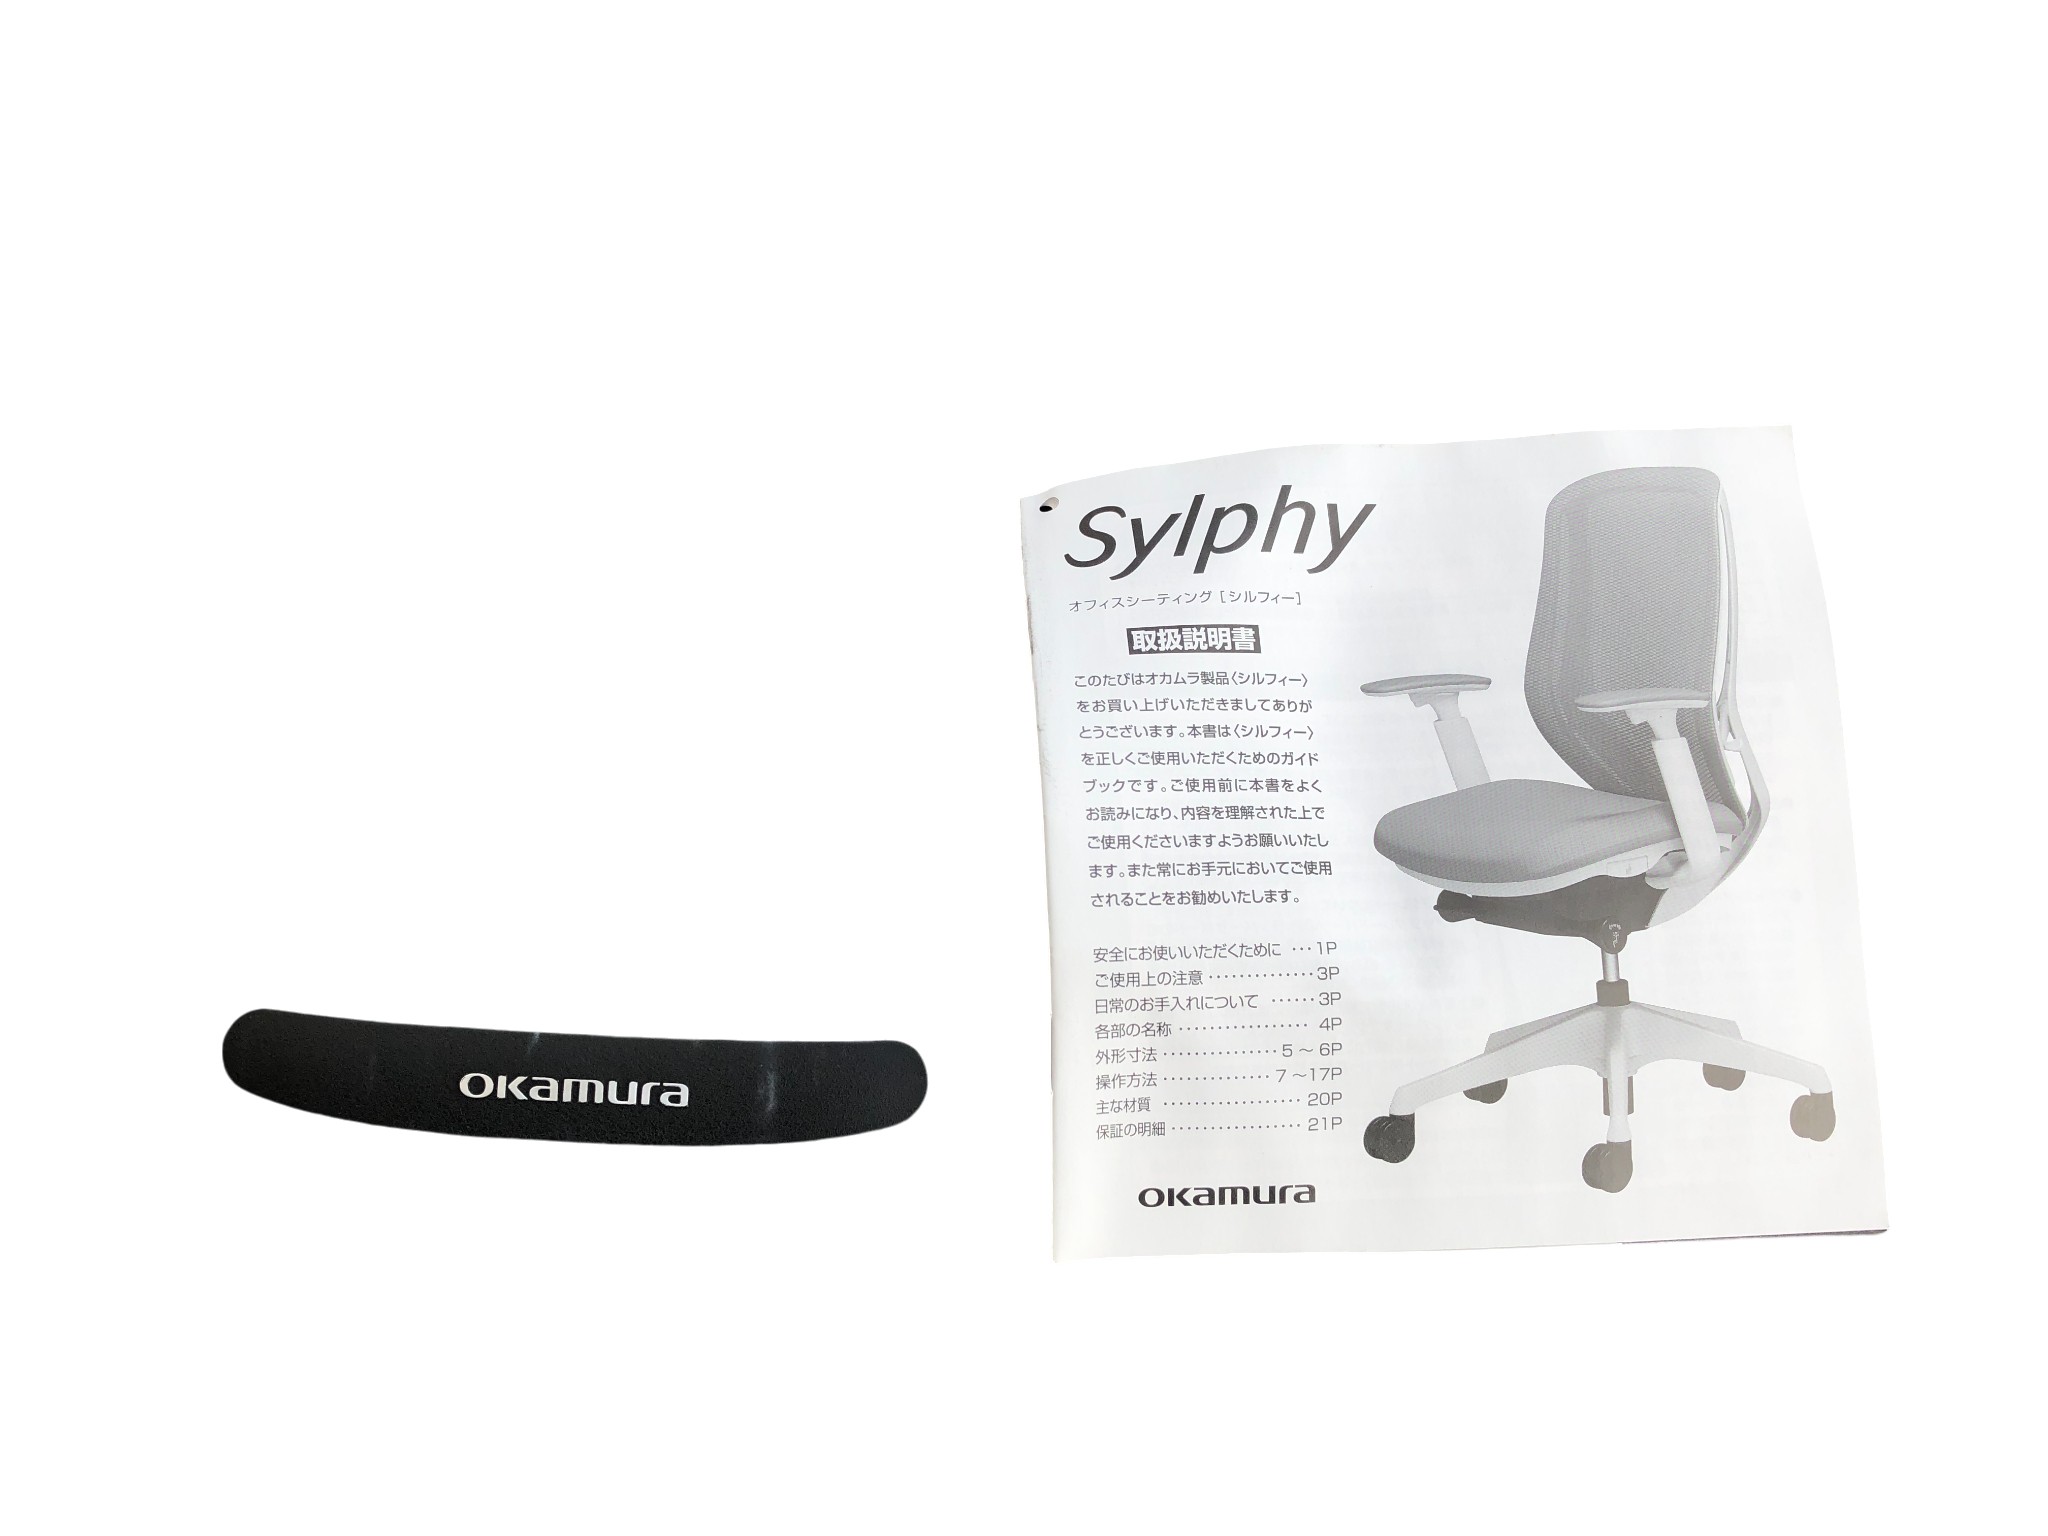 okamura
Sylphy
オフィスシーティング [シルフィー]
取扱説明書
このたびはオカムラ製品〈シルフィー〉
をお買い上げいただきましてありが
とうございます。本書は〈シルフィー〉
を正しくご使用いただくためのガイド
ブックです。ご使用前に本書をよく
お読みになり、内容を理解された上で
ご使用くださいますようお願いいたし
ます。また常にお手元においてご使用
されることをお勧めいたします。
安全にお使いいただくために ･･･1P
ご使用上の注意 ･･････････････3P
日常のお手入れについて ･･････3P
各部の名称 ･････････････････ 4P
外形寸法 ･･･････････････5 ～ 6P
操作方法 ･･････････････ 7 ～17P
主な材質 ･･････････････････ 20P
保証の明細 ･････････････････ 21P
okamura